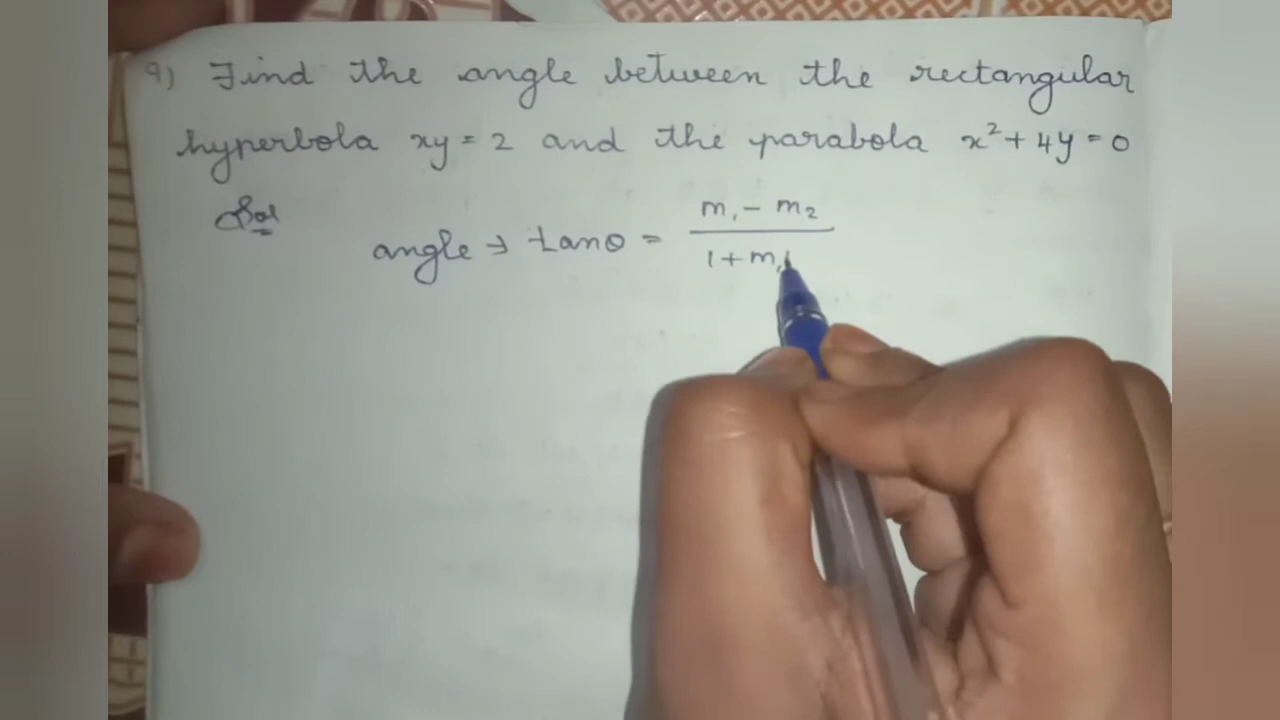 9) Find the angle between the rectangular
hyperbola xy = 2 and the parabola x² + 4y = 0
Sol
angle → tanθ = m₁ - m₂
1 + m₁